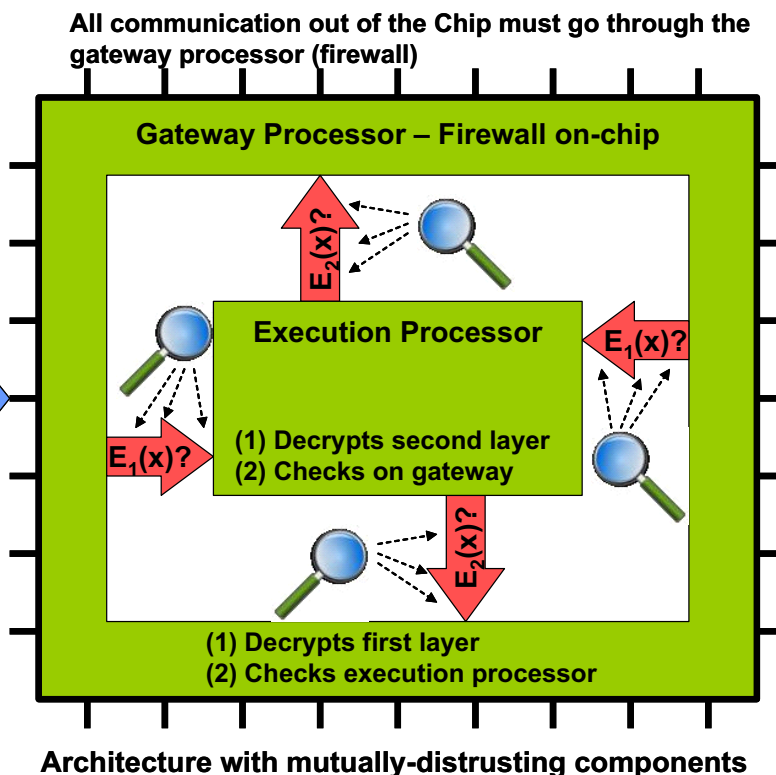 All communication out of the Chip must go through the
gateway processor (firewall)
Gateway Processor – Firewall on-chip
E₂(x)?
Execution Processor
E₁(x)?
(1) Decrypts second layer
(2) Checks on gateway
E₁(x)?
E₂(x)?
(1) Decrypts first layer
(2) Checks execution processor
Architecture with mutually-distrusting components